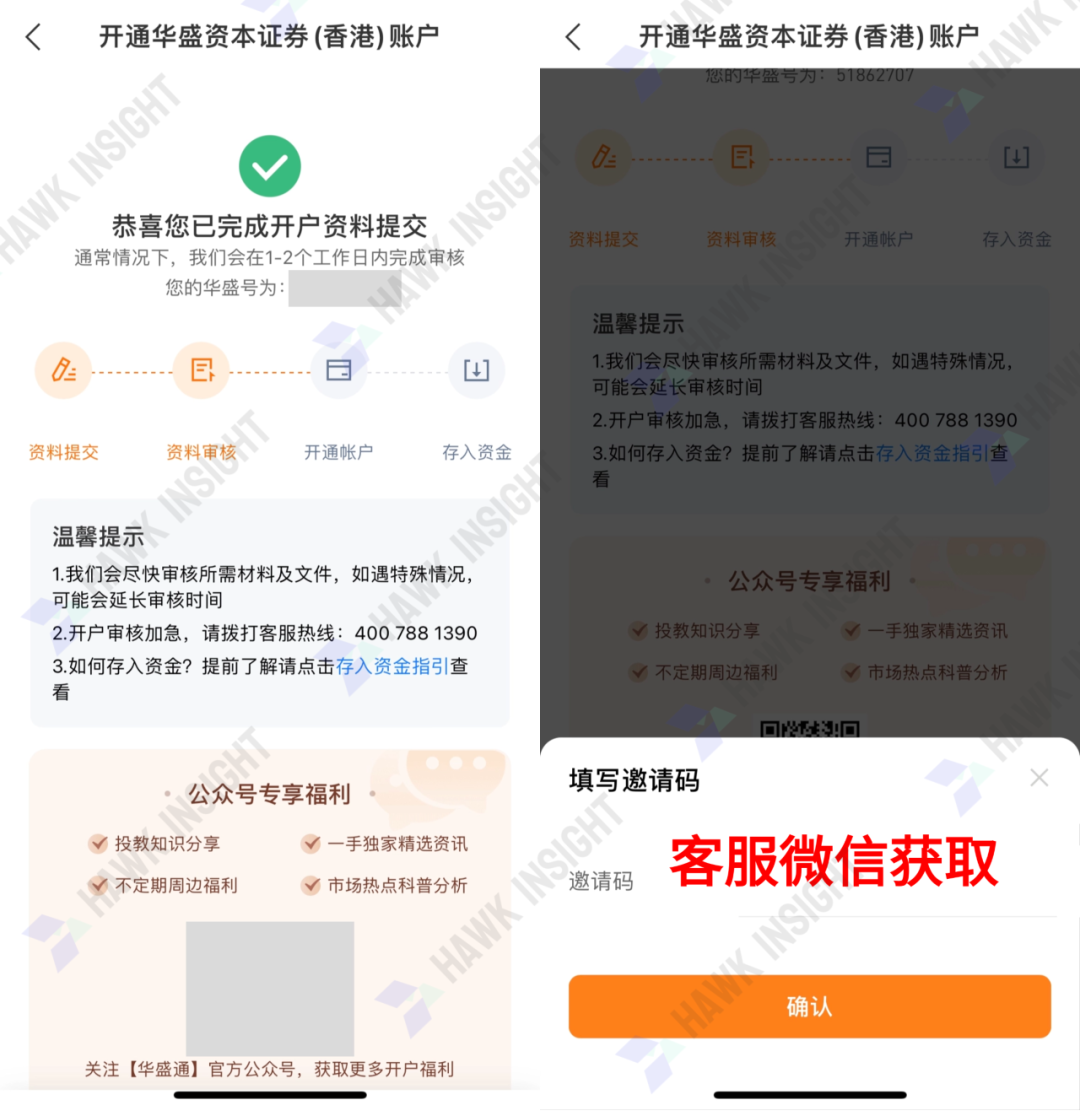 开通华盛资本证券(香港)账户
恭喜您已完成开户资料提交
通常情况下，我们会在1-2个工作日内完成审核
您的华盛号为：
资料提交
资料审核
开通帐户
存入资金
温馨提示
1.我们会尽快审核所需材料及文件，如遇特殊情况，
可能会延长审核时间
2.开户审核加急，请拨打客服热线：400 788 1390
3.如何存入资金？提前了解请点击存入资金指引查
看
公众号专享福利
投教知识分享
一手独家精选资讯
不定期周边福利
市场热点科普分析
关注【华盛通】官方公众号，获取更多开户福利
开通华盛资本证券(香港)账户
您的华盛号为：51862707
资料提交
资料审核
开通帐户
存入资金
温馨提示
1.我们会尽快审核所需材料及文件，如遇特殊情况，
可能会延长审核时间
2.开户审核加急，请拨打客服热线：400 788 1390
3.如何存入资金？提前了解请点击存入资金指引查
看
公众号专享福利
投教知识分享
一手独家精选资讯
不定期周边福利
市场热点科普分析
填写邀请码
邀请码
客服微信获取
确认
HAWK INSIGHT